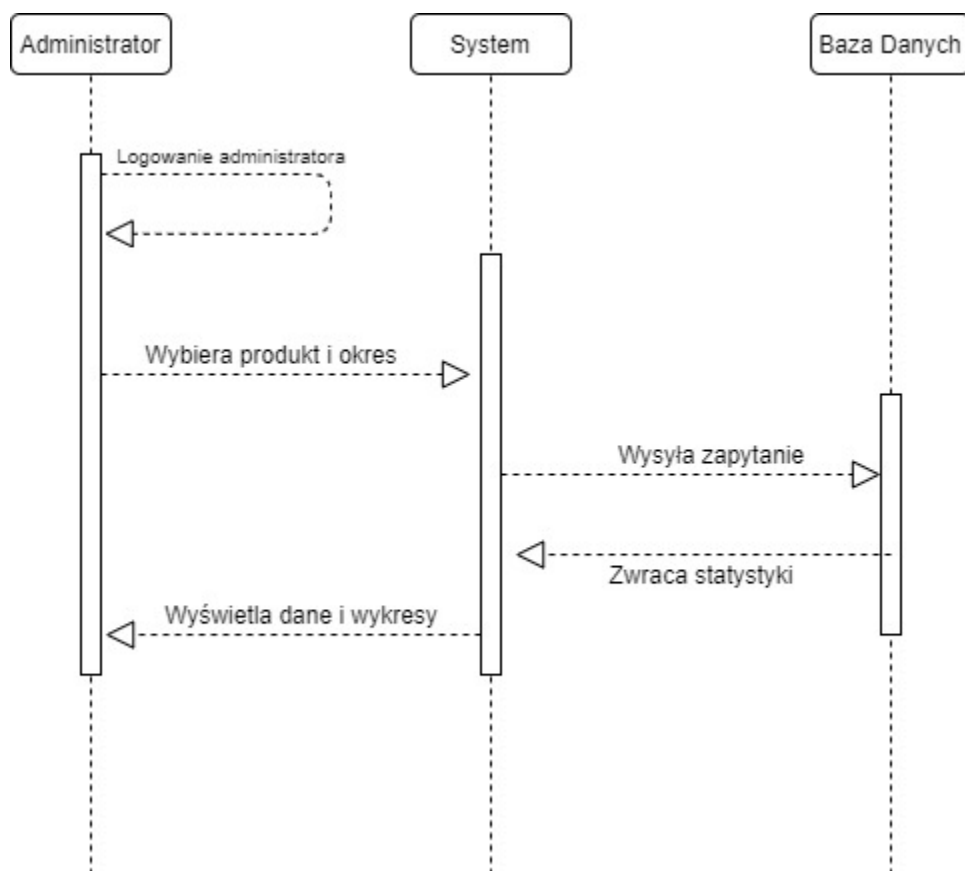 Administrator
System
Baza Danych
Logowanie administratora
Wybiera produkt i okres
Wysyła zapytanie
Zwraca statystyki
Wyświetla dane i wykresy